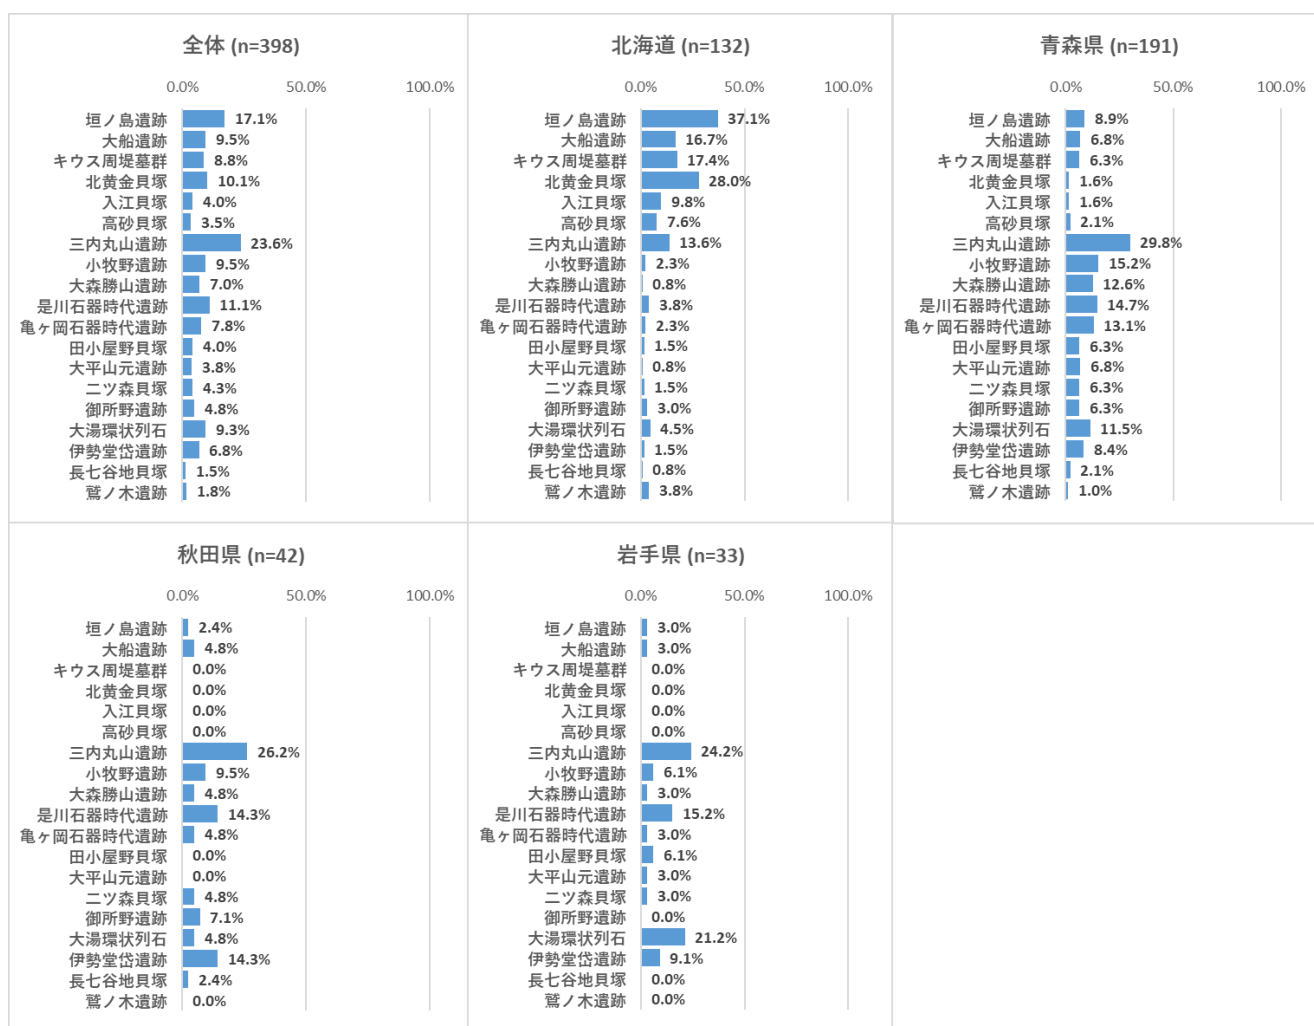 全体 (n=398)
0.0% 50.0% 100.0%
垣ノ島遺跡 17.1%
大船遺跡 9.5%
キウス周堤墓群 8.8%
北黄金貝塚 10.1%
入江貝塚 4.0%
高砂貝塚 3.5%
三内丸山遺跡 23.6%
小牧野遺跡 9.5%
大森勝山遺跡 7.0%
是川石器時代遺跡 11.1%
亀ヶ岡石器時代遺跡 7.8%
田小屋野貝塚 4.0%
大平山元遺跡 3.8%
二ツ森貝塚 4.3%
御所野遺跡 4.8%
大湯環状列石 9.3%
伊勢堂岱遺跡 6.8%
長七谷地貝塚 1.5%
鷲ノ木遺跡 1.8%
北海道 (n=132)
0.0% 50.0% 100.0%
垣ノ島遺跡 37.1%
大船遺跡 16.7%
キウス周堤墓群 17.4%
北黄金貝塚 28.0%
入江貝塚 9.8%
高砂貝塚 7.6%
三内丸山遺跡 13.6%
小牧野遺跡 2.3%
大森勝山遺跡 0.8%
是川石器時代遺跡 3.8%
亀ヶ岡石器時代遺跡 2.3%
田小屋野貝塚 1.5%
大平山元遺跡 0.8%
二ツ森貝塚 1.5%
御所野遺跡 3.0%
大湯環状列石 4.5%
伊勢堂岱遺跡 1.5%
長七谷地貝塚 0.8%
鷲ノ木遺跡 3.8%
青森県 (n=191)
0.0% 50.0% 100.0%
垣ノ島遺跡 8.9%
大船遺跡 6.8%
キウス周堤墓群 6.3%
北黄金貝塚 1.6%
入江貝塚 1.6%
高砂貝塚 2.1%
三内丸山遺跡 29.8%
小牧野遺跡 15.2%
大森勝山遺跡 12.6%
是川石器時代遺跡 14.7%
亀ヶ岡石器時代遺跡 13.1%
田小屋野貝塚 6.3%
大平山元遺跡 6.8%
二ツ森貝塚 6.3%
御所野遺跡 6.3%
大湯環状列石 11.5%
伊勢堂岱遺跡 8.4%
長七谷地貝塚 2.1%
鷲ノ木遺跡 1.0%
秋田県 (n=42)
0.0% 50.0% 100.0%
垣ノ島遺跡 2.4%
大船遺跡 4.8%
キウス周堤墓群 0.0%
北黄金貝塚 0.0%
入江貝塚 0.0%
高砂貝塚 0.0%
三内丸山遺跡 26.2%
小牧野遺跡 9.5%
大森勝山遺跡 4.8%
是川石器時代遺跡 14.3%
亀ヶ岡石器時代遺跡 4.8%
田小屋野貝塚 0.0%
大平山元遺跡 0.0%
二ツ森貝塚 4.8%
御所野遺跡 7.1%
大湯環状列石 4.8%
伊勢堂岱遺跡 14.3%
長七谷地貝塚 2.4%
鷲ノ木遺跡 0.0%
岩手県 (n=33)
0.0% 50.0% 100.0%
垣ノ島遺跡 3.0%
大船遺跡 3.0%
キウス周堤墓群 0.0%
北黄金貝塚 0.0%
入江貝塚 0.0%
高砂貝塚 0.0%
三内丸山遺跡 24.2%
小牧野遺跡 6.1%
大森勝山遺跡 3.0%
是川石器時代遺跡 15.2%
亀ヶ岡石器時代遺跡 3.0%
田小屋野貝塚 6.1%
大平山元遺跡 3.0%
二ツ森貝塚 3.0%
御所野遺跡 0.0%
大湯環状列石 21.2%
伊勢堂岱遺跡 9.1%
長七谷地貝塚 0.0%
鷲ノ木遺跡 0.0%